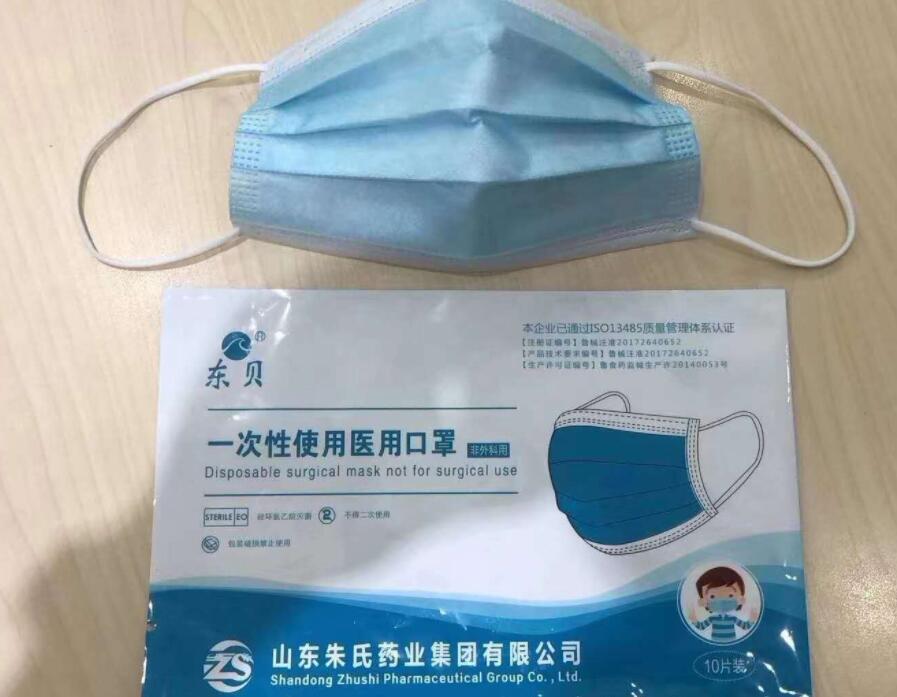 东贝 ®
本企业已通过ISO13485质量管理体系认证
【注册证编号】鲁械注准20172640652
【产品技术要求编号】鲁械注准20172640652
【生产许可证编号】鲁食药监械生产许20140053号
一次性使用医用口罩 非外科用
Disposable surgical mask not for surgical use
STERILE EO 经环氧乙烷灭菌 2 不得二次使用
包装破损禁止使用
ZS 山东朱氏药业集团有限公司
Shandong Zhushi Pharmaceutical Group Co., Ltd.
10片装